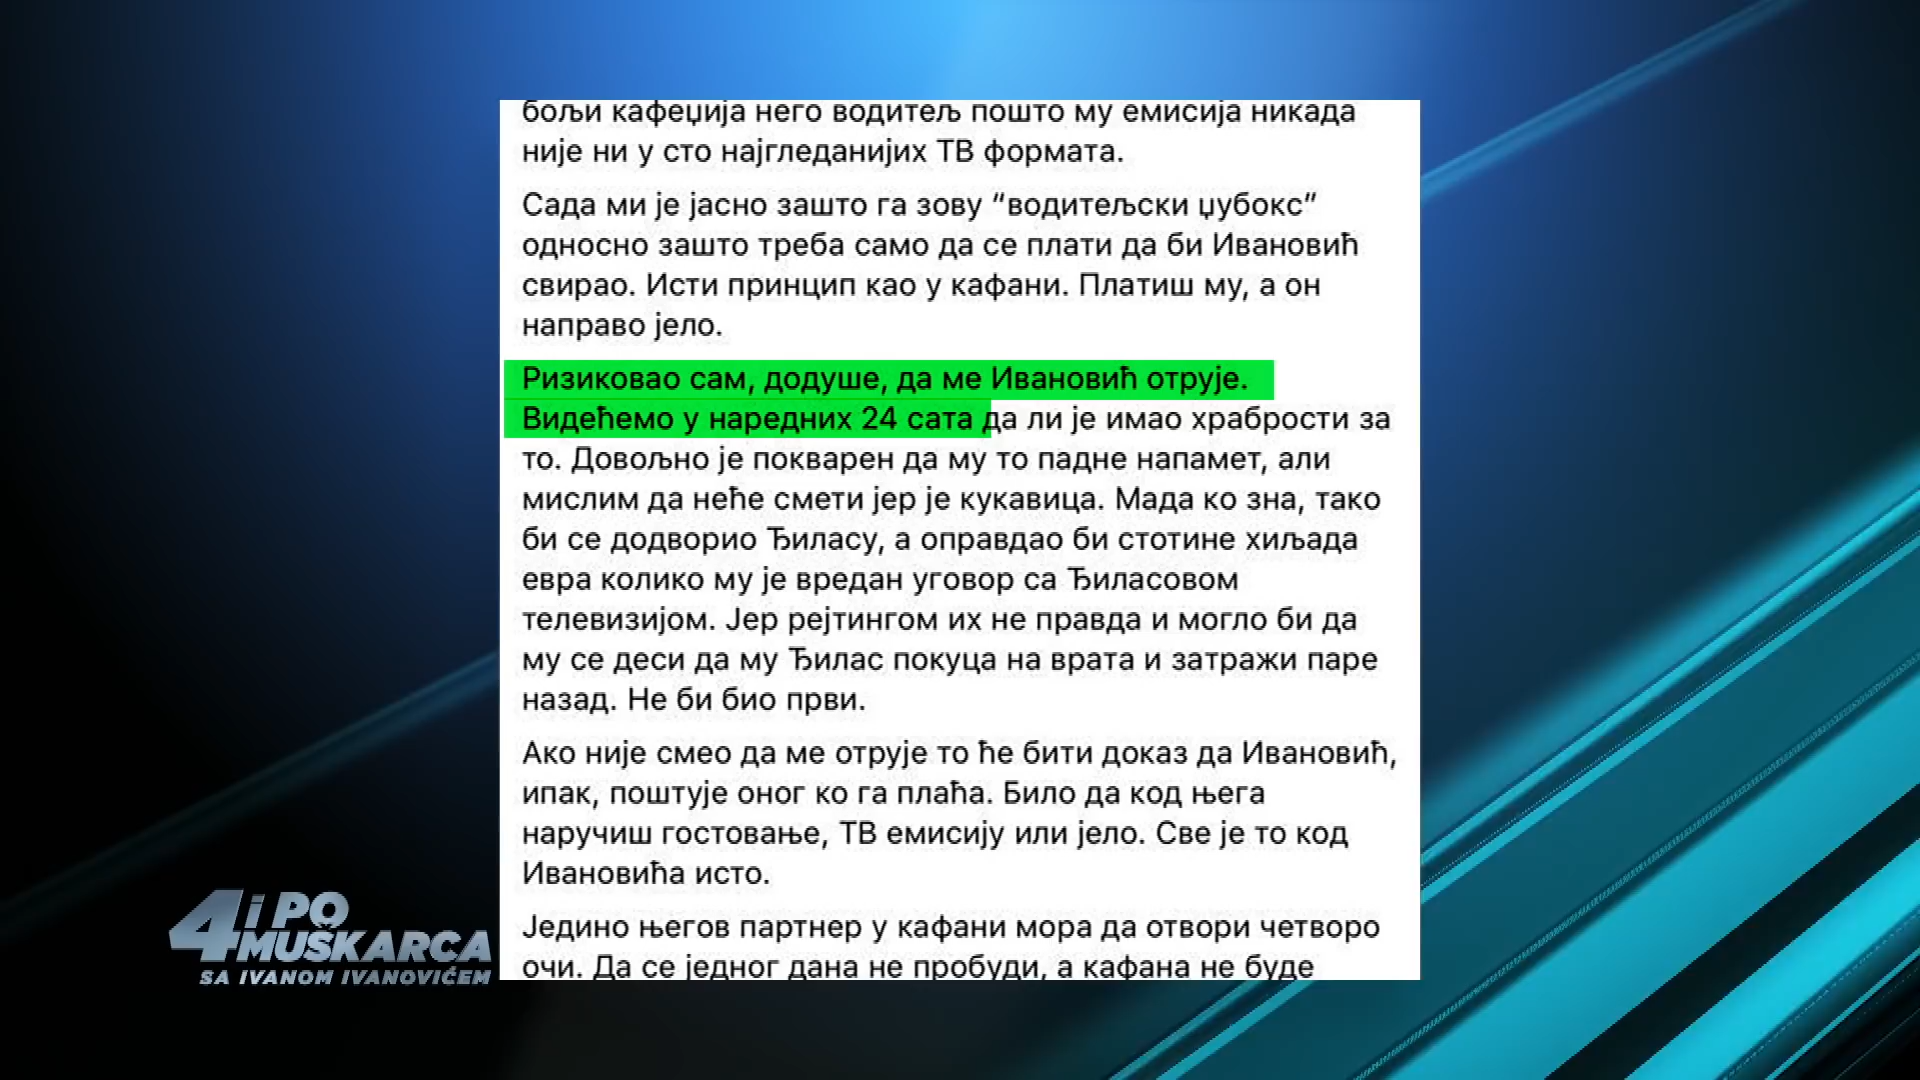 бољи кафеџија него водитељ пошто му емисија никада
није ни у сто најгледанијих ТВ формата.
Сада ми је јасно зашто га зову “водитељски џубокс”
односно зашто треба само да се плати да би Ивановић
свирао. Исти принцип као у кафани. Платиш му, а он
направо јело.
Ризиковао сам, додуше, да ме Ивановић отрује.
Видећемо у наредних 24 сата да ли је имао храбрости за
то. Довољно је покварен да му то падне напамет, али
мислим да неће смети јер је кукавица. Мада ко зна, тако
би се додворио Ђиласу, а оправдао би стотине хиљада
евра колико му је вредан уговор са Ђиласовом
телевизијом. Јер рејтингом их не правда и могло би да
му се деси да му Ђилас покуца на врата и затражи паре
назад. Не би био први.
Ако није смео да ме отрује то ће бити доказ да Ивановић,
ипак, поштује оног ко га плаћа. Било да код њега
наручиш гостовање, ТВ емисију или јело. Све је то код
Ивановића исто.
Једино његов партнер у кафани мора да отвори четворо
очи. Да се једног дана не пробуди, а кафана не буде
4 i PO
MUŠKARCA
SA IVANOM IVANOVIĆEM